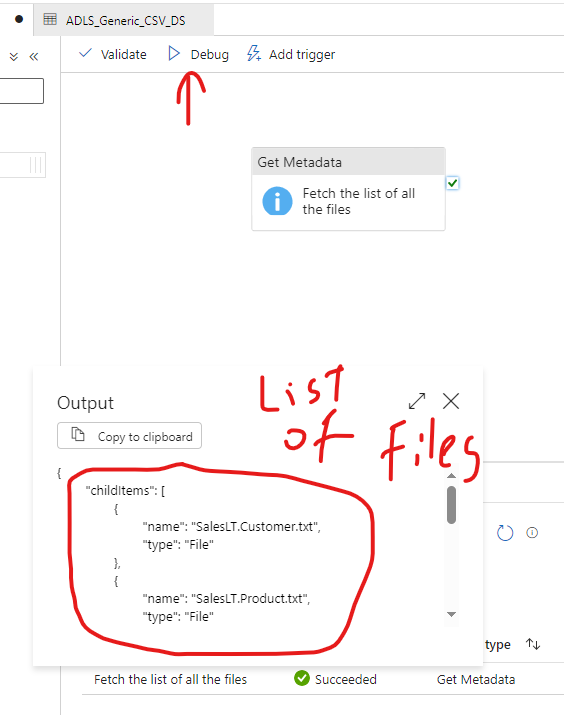 ADLS_Generic_CSV_DS
Validate Debug Add trigger
Get Metadata
Fetch the list of all
the files
List
of Files
Output
Copy to clipboard
{
"childItems": [
{
"name": "SalesLT.Customer.txt",
"type": "File"
},
{
"name": "SalesLT.Product.txt",
"type": "File"
type
Fetch the list of all the files Succeeded Get Metadata